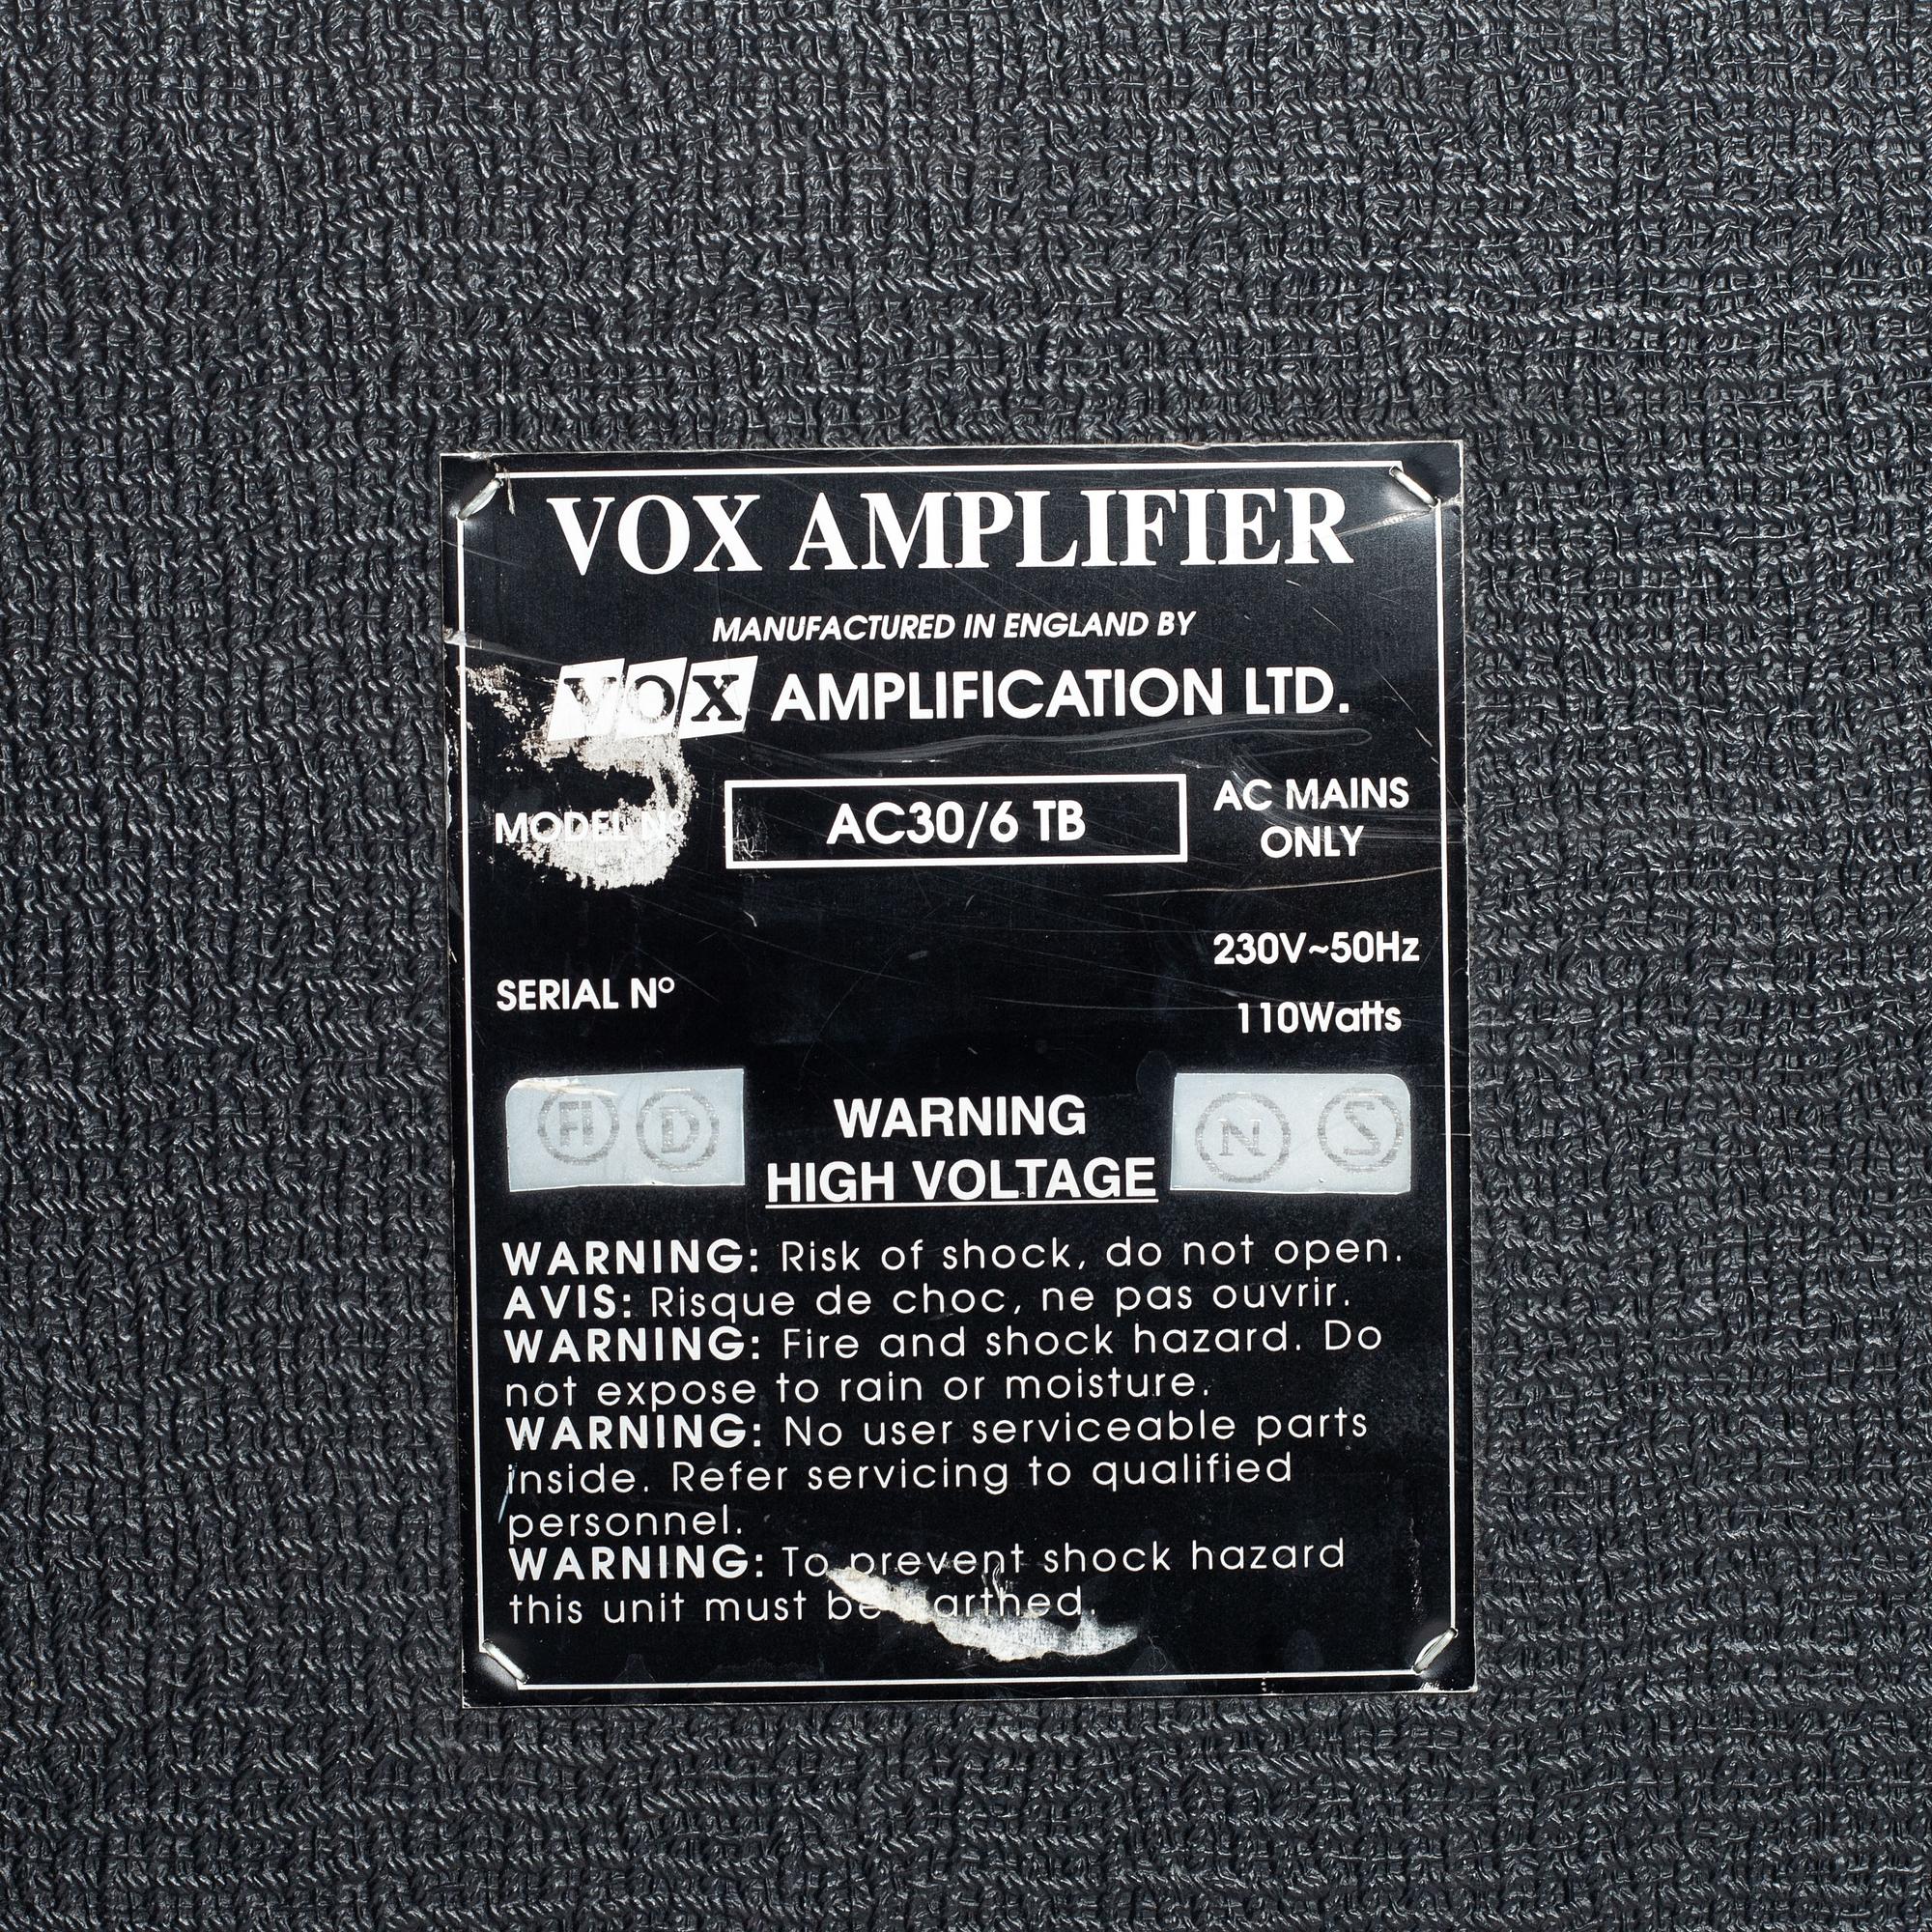 VOX AMPLIFIER
MANUFACTURED IN ENGLAND BY
VOX AMPLIFICATION LTD.
MODEL Nº AC30/6 TB AC MAINS
ONLY
230V~50Hz
SERIAL Nº
110Watts
FI D WARNING N S
HIGH VOLTAGE
WARNING: Risk of shock, do not open.
AVIS: Risque de choc, ne pas ouvrir.
WARNING: Fire and shock hazard. Do
not expose to rain or moisture.
WARNING: No user serviceable parts
inside. Refer servicing to qualified
personnel.
WARNING: To prevent shock hazard
this unit must be earthed.